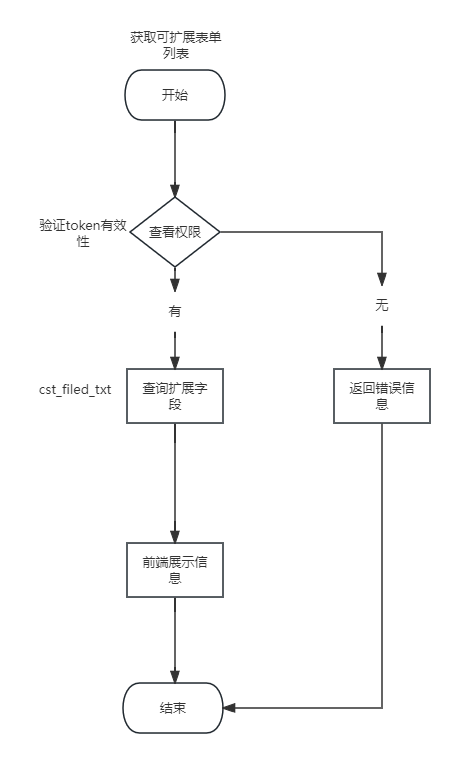 获取可扩展表单
列表
开始
验证token有效
性
查看权限
有
无
cst_filed_txt
查询扩展字
段
返回错误信
息
前端展示信
息
结束